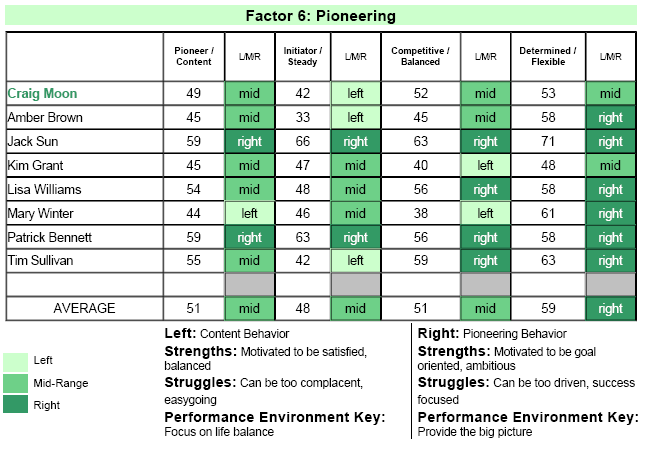 Factor 6: Pioneering
Pioneer / Content L/M/R Initiator / Steady L/M/R Competitive / Balanced L/M/R Determined / Flexible L/M/R
Craig Moon 49 mid 42 left 52 mid 53 mid
Amber Brown 45 mid 33 left 45 mid 58 right
Jack Sun 59 right 66 right 63 right 71 right
Kim Grant 45 mid 47 mid 40 left 48 mid
Lisa Williams 54 mid 48 mid 56 right 58 right
Mary Winter 44 left 46 mid 38 left 61 right
Patrick Bennett 59 right 63 right 56 right 58 right
Tim Sullivan 55 mid 42 left 59 right 63 right
AVERAGE 51 mid 48 mid 51 mid 59 right
Left
Mid-Range
Right
Left: Content Behavior
Strengths: Motivated to be satisfied,
balanced
Struggles: Can be too complacent,
easygoing
Performance Environment Key:
Focus on life balance
Right: Pioneering Behavior
Strengths: Motivated to be goal
oriented, ambitious
Struggles: Can be too driven, success
focused
Performance Environment Key:
Provide the big picture